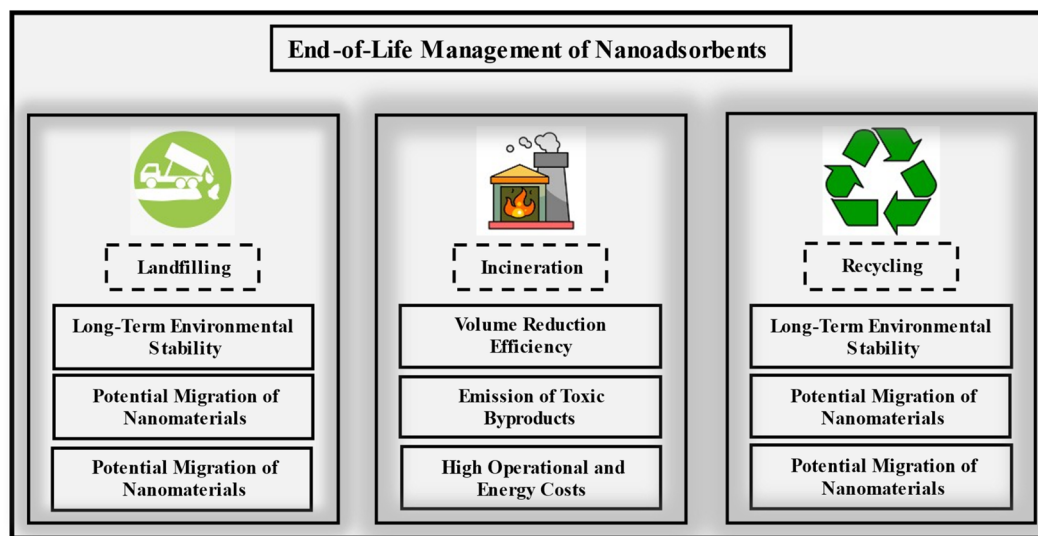 End-of-Life Management of Nanoadsorbents
Landfilling
Long-Term Environmental
Stability
Potential Migration of
Nanomaterials
Potential Migration of
Nanomaterials
Incineration
Volume Reduction
Efficiency
Emission of Toxic
Byproducts
High Operational and
Energy Costs
Recycling
Long-Term Environmental
Stability
Potential Migration of
Nanomaterials
Potential Migration of
Nanomaterials